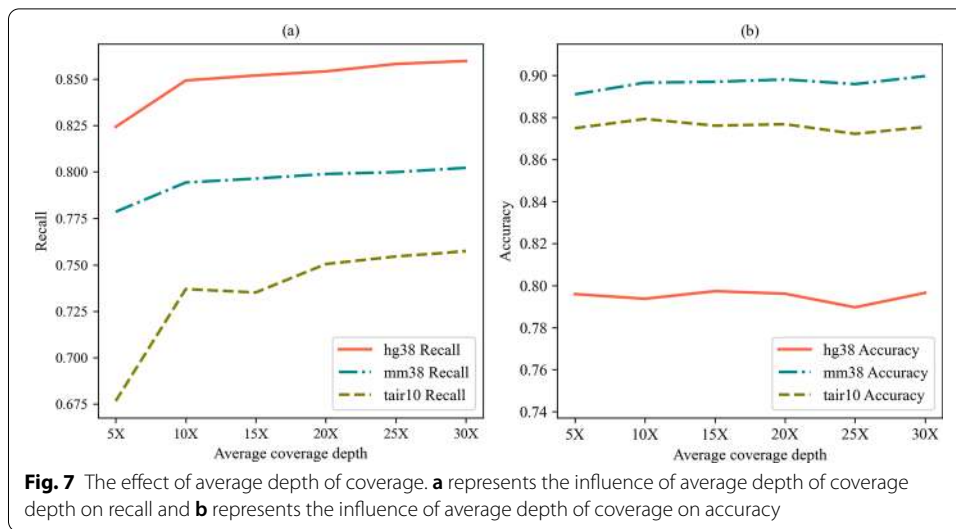 (a)
0.850
0.825
0.800
0.775
0.750
0.725
0.700
0.675
Recall
hg38 Recall
mm38 Recall
tair10 Recall
5X 10X 15X 20X 25X 30X
Average coverage depth
(b)
0.90
0.88
0.86
0.84
0.82
0.80
0.78
0.76
0.74
Accuracy
hg38 Accuracy
mm38 Accuracy
tair10 Accuracy
5X 10X 15X 20X 25X 30X
Average coverage depth
Fig. 7 The effect of average depth of coverage. a represents the influence of average depth of coverage
depth on recall and b represents the influence of average depth of coverage on accuracy